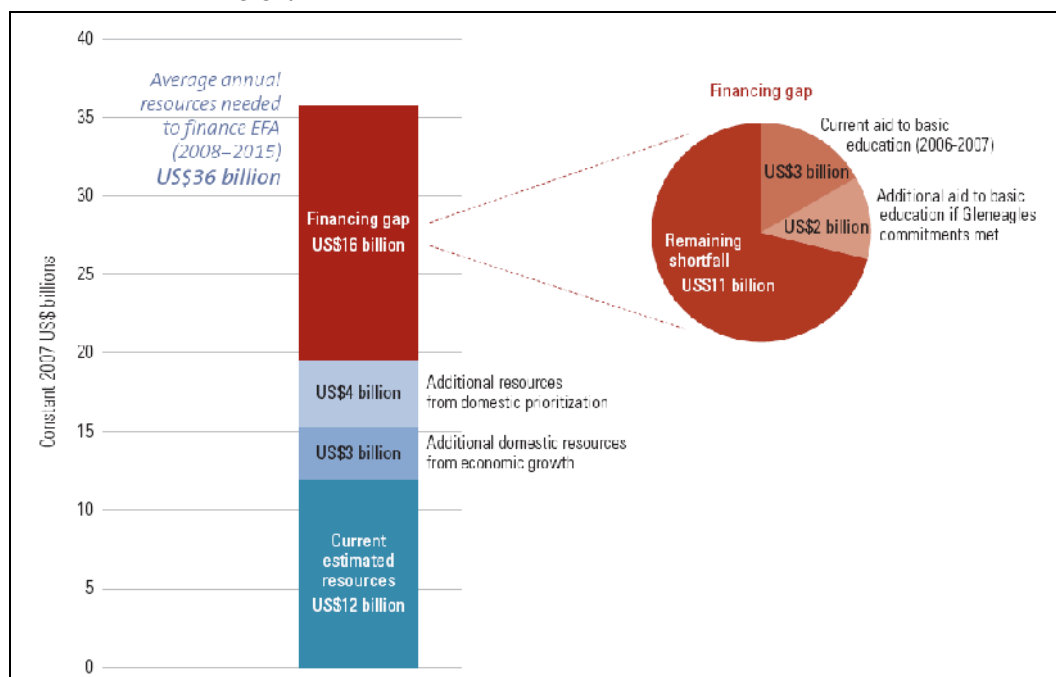 40
35
30
25
20
15
10
5
0
Constant 2007 US$ billions
Average annual
resources needed
to finance EFA
(2008–2015)
US$36 billion
Financing gap
US$16 billion
US$4 billion
Additional resources
from domestic prioritization
US$3 billion
Additional domestic resources
from economic growth
Current
estimated
resources
US$12 billion
Financing gap
Current aid to basic
education (2006-2007)
US$3 billion
Additional aid to basic
education if Gleneagles
commitments met
US$2 billion
Remaining
shortfall
US$11 billion